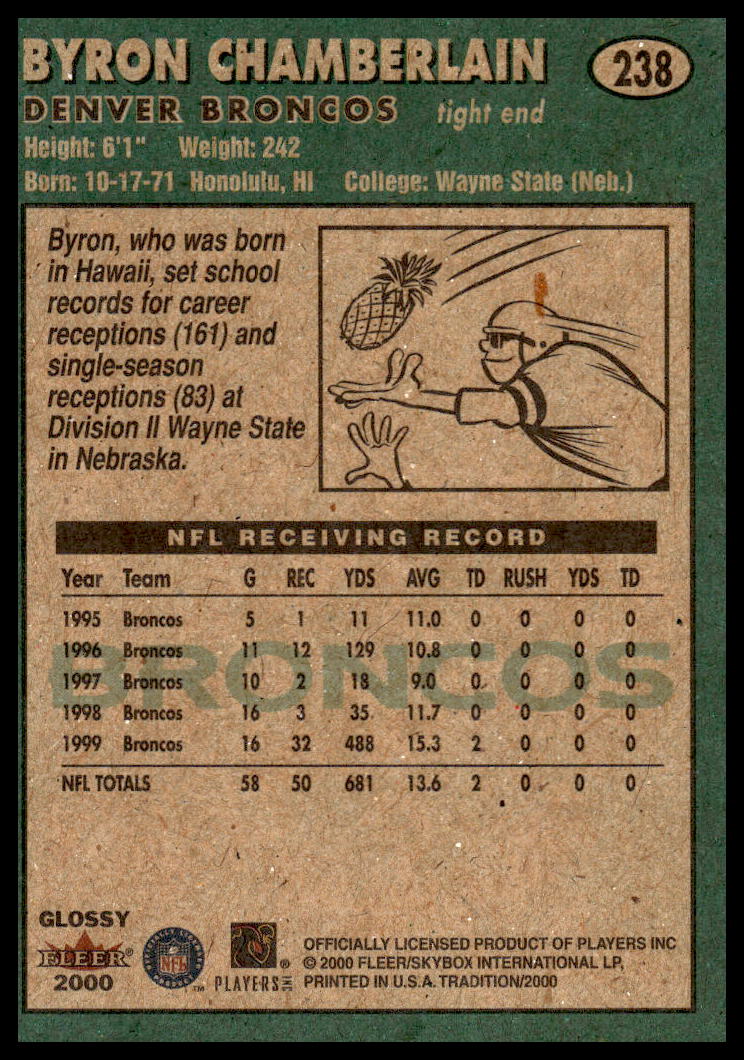 BYRON CHAMBERLAIN
238
DENVER BRONCOS tight end
Height: 6'1" Weight: 242
Born: 10-17-71 Honolulu, HI College: Wayne State (Neb.)
Byron, who was born
in Hawaii, set school
records for career
receptions (161) and
single-season
receptions (83) at
Division II Wayne State
in Nebraska.
NFL RECEIVING RECORD
Year Team G REC YDS AVG TD RUSH YDS TD
1995 Broncos 5 1 11 11.0 0 0 0 0
1996 Broncos 11 12 129 10.8 0 0 0 0
1997 Broncos 10 2 18 9.0 0 0 0 0
1998 Broncos 16 3 35 11.7 0 0 0 0
1999 Broncos 16 32 488 15.3 2 0 0 0
NFL TOTALS 58 50 681 13.6 2 0 0 0
BRONCOS
GLOSSY
FLEER®
2000
NFL
™
PLAYERS INC
®
OFFICIALLY LICENSED PRODUCT OF PLAYERS INC
© 2000 FLEER/SKYBOX INTERNATIONAL LP,
PRINTED IN U.S.A. TRADITION/2000